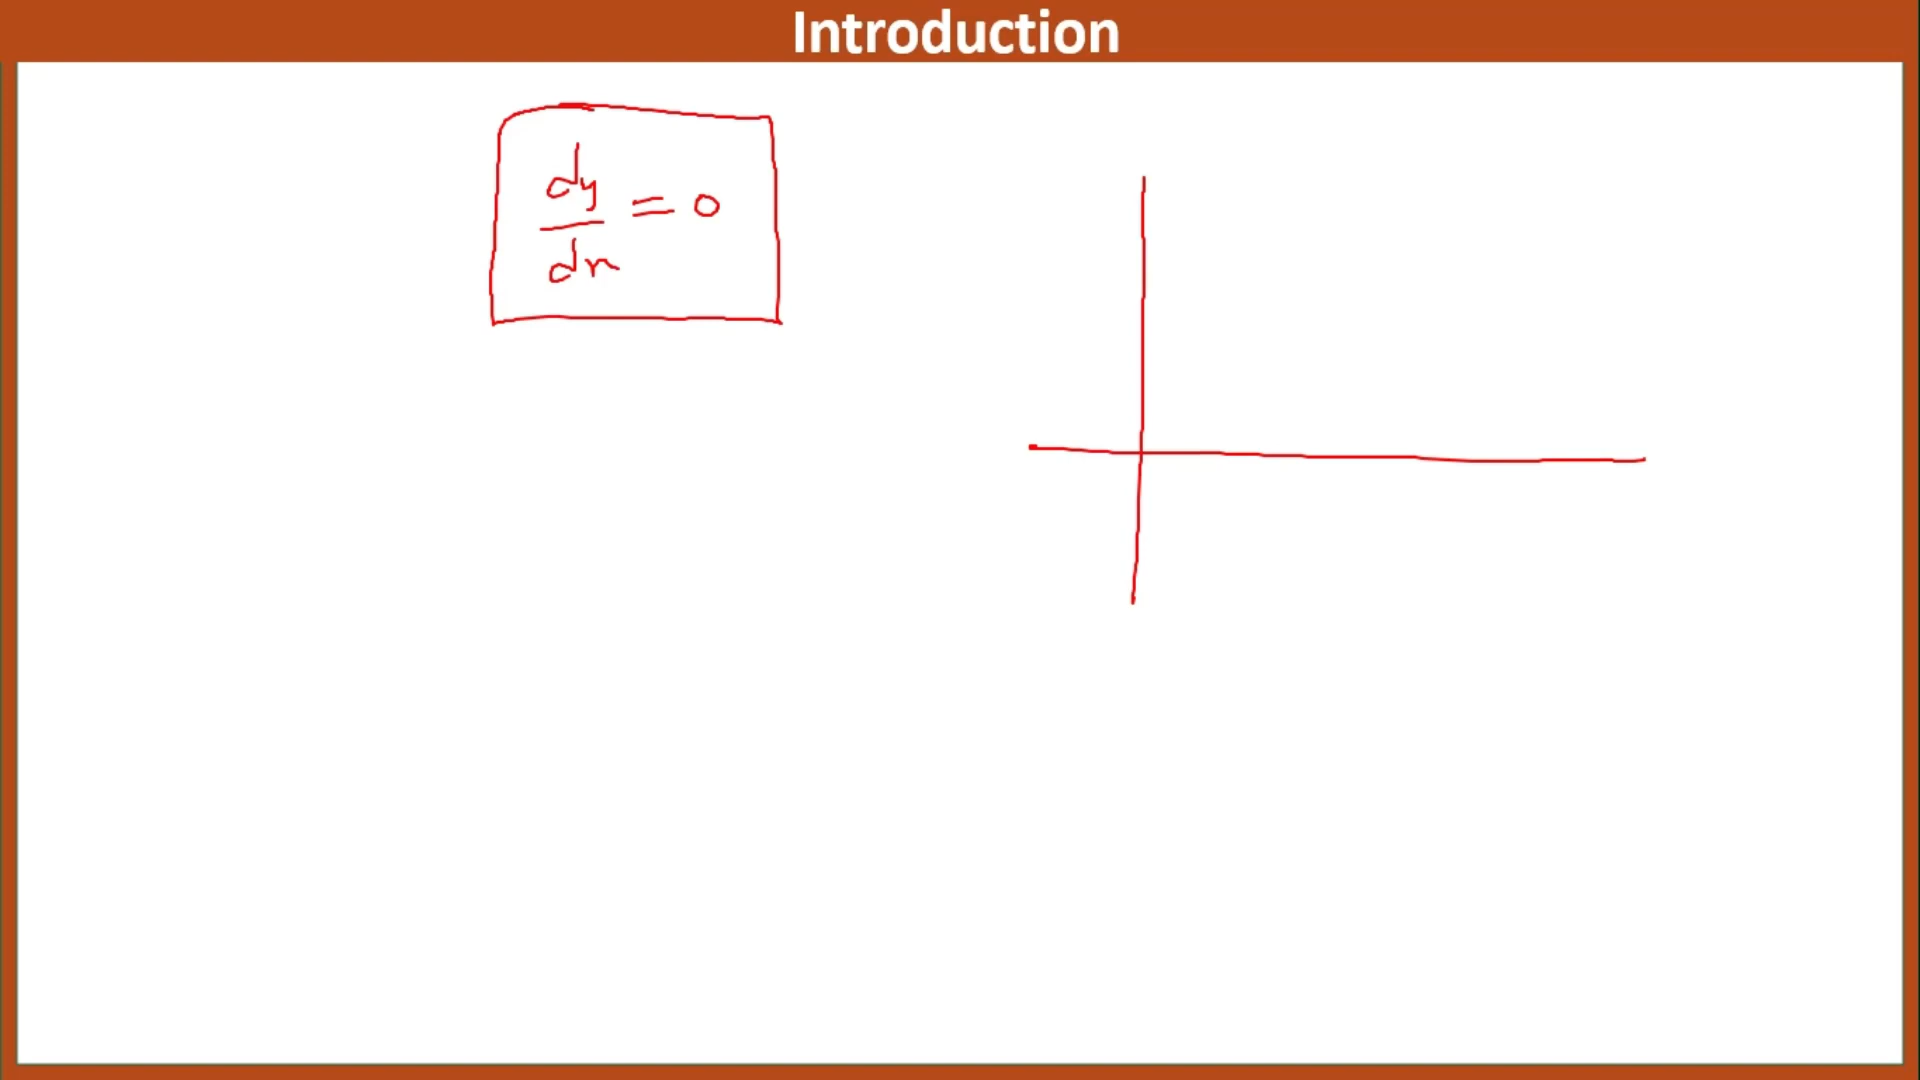 Introduction
dy/dx = 0